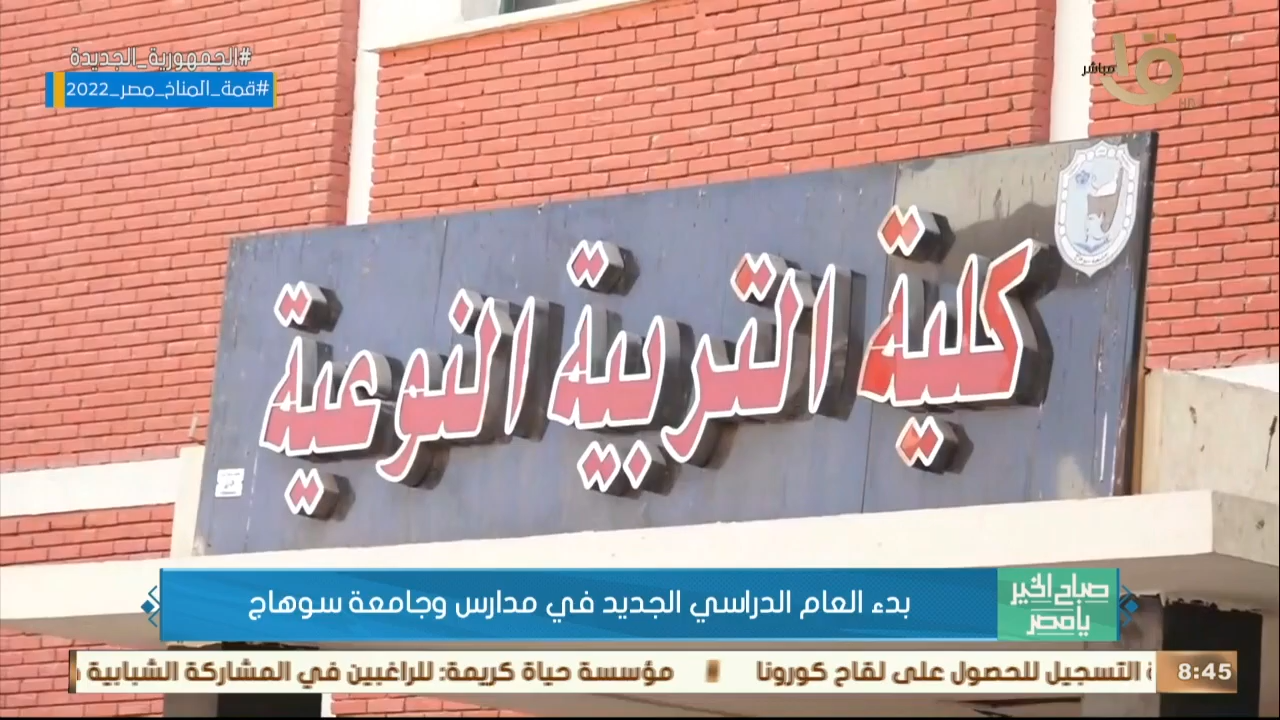 #الجمهورية_الجديدة
#قمة_المناخ_مصر_2022
مباشر
HD
كلية التربية النوعية
صباح الخير
يا مصر
بدء العام الدراسي الجديد في مدارس وجامعة سوهاج
8:45
التسجيل للحصول على لقاح كورونا
مؤسسة حياة كريمة: للراغبين في المشاركة الشبابية